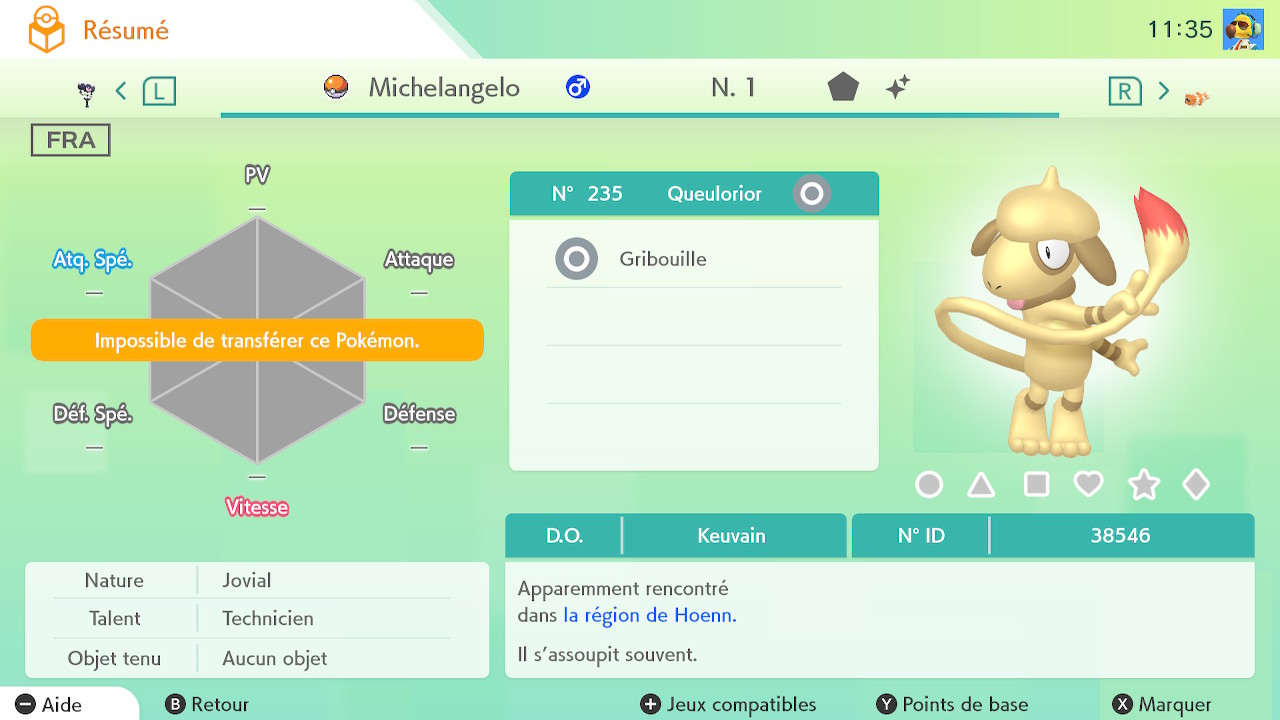 Résumé
11:35
L
Michelangelo
N. 1
R
FRA
PV
—
Atq. Spé.
—
Attaque
—
Impossible de transférer ce Pokémon.
Déf. Spé.
—
Défense
—
—
Vitesse
N° 235 Queulorior
Gribouille
D.O. Keuvain N° ID 38546
Apparemment rencontré
dans la région de Hoenn.
Il s'assoupit souvent.
Nature Jovial
Talent Technicien
Objet tenu Aucun objet
Aide
B Retour
Jeux compatibles
Y Points de base
X Marquer